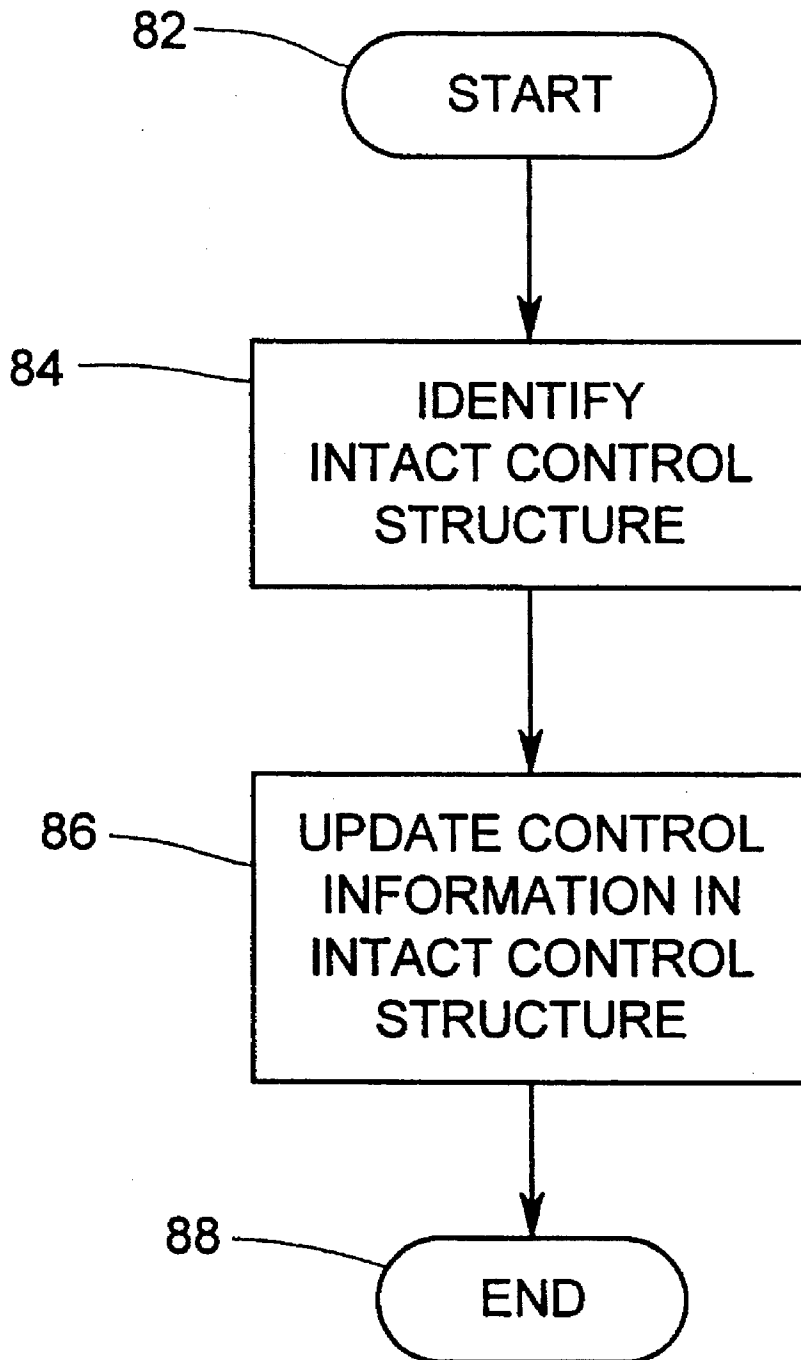 82
START
84
IDENTIFY
INTACT CONTROL
STRUCTURE
86
UPDATE CONTROL
INFORMATION IN
INTACT CONTROL
STRUCTURE
88
END